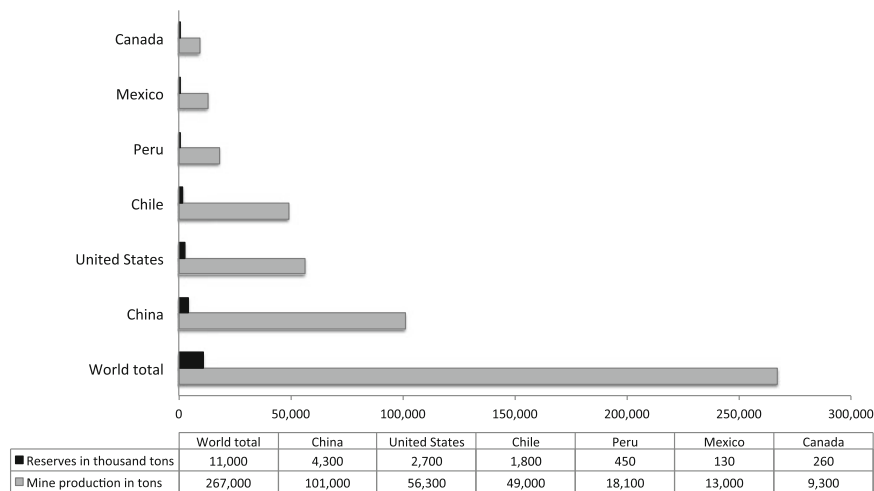 Canada
Mexico
Peru
Chile
United States
China
World total
0 50,000 100,000 150,000 200,000 250,000 300,000
World total China United States Chile Peru Mexico Canada
Reserves in thousand tons 11,000 4,300 2,700 1,800 450 130 260
Mine production in tons 267,000 101,000 56,300 49,000 18,100 13,000 9,300